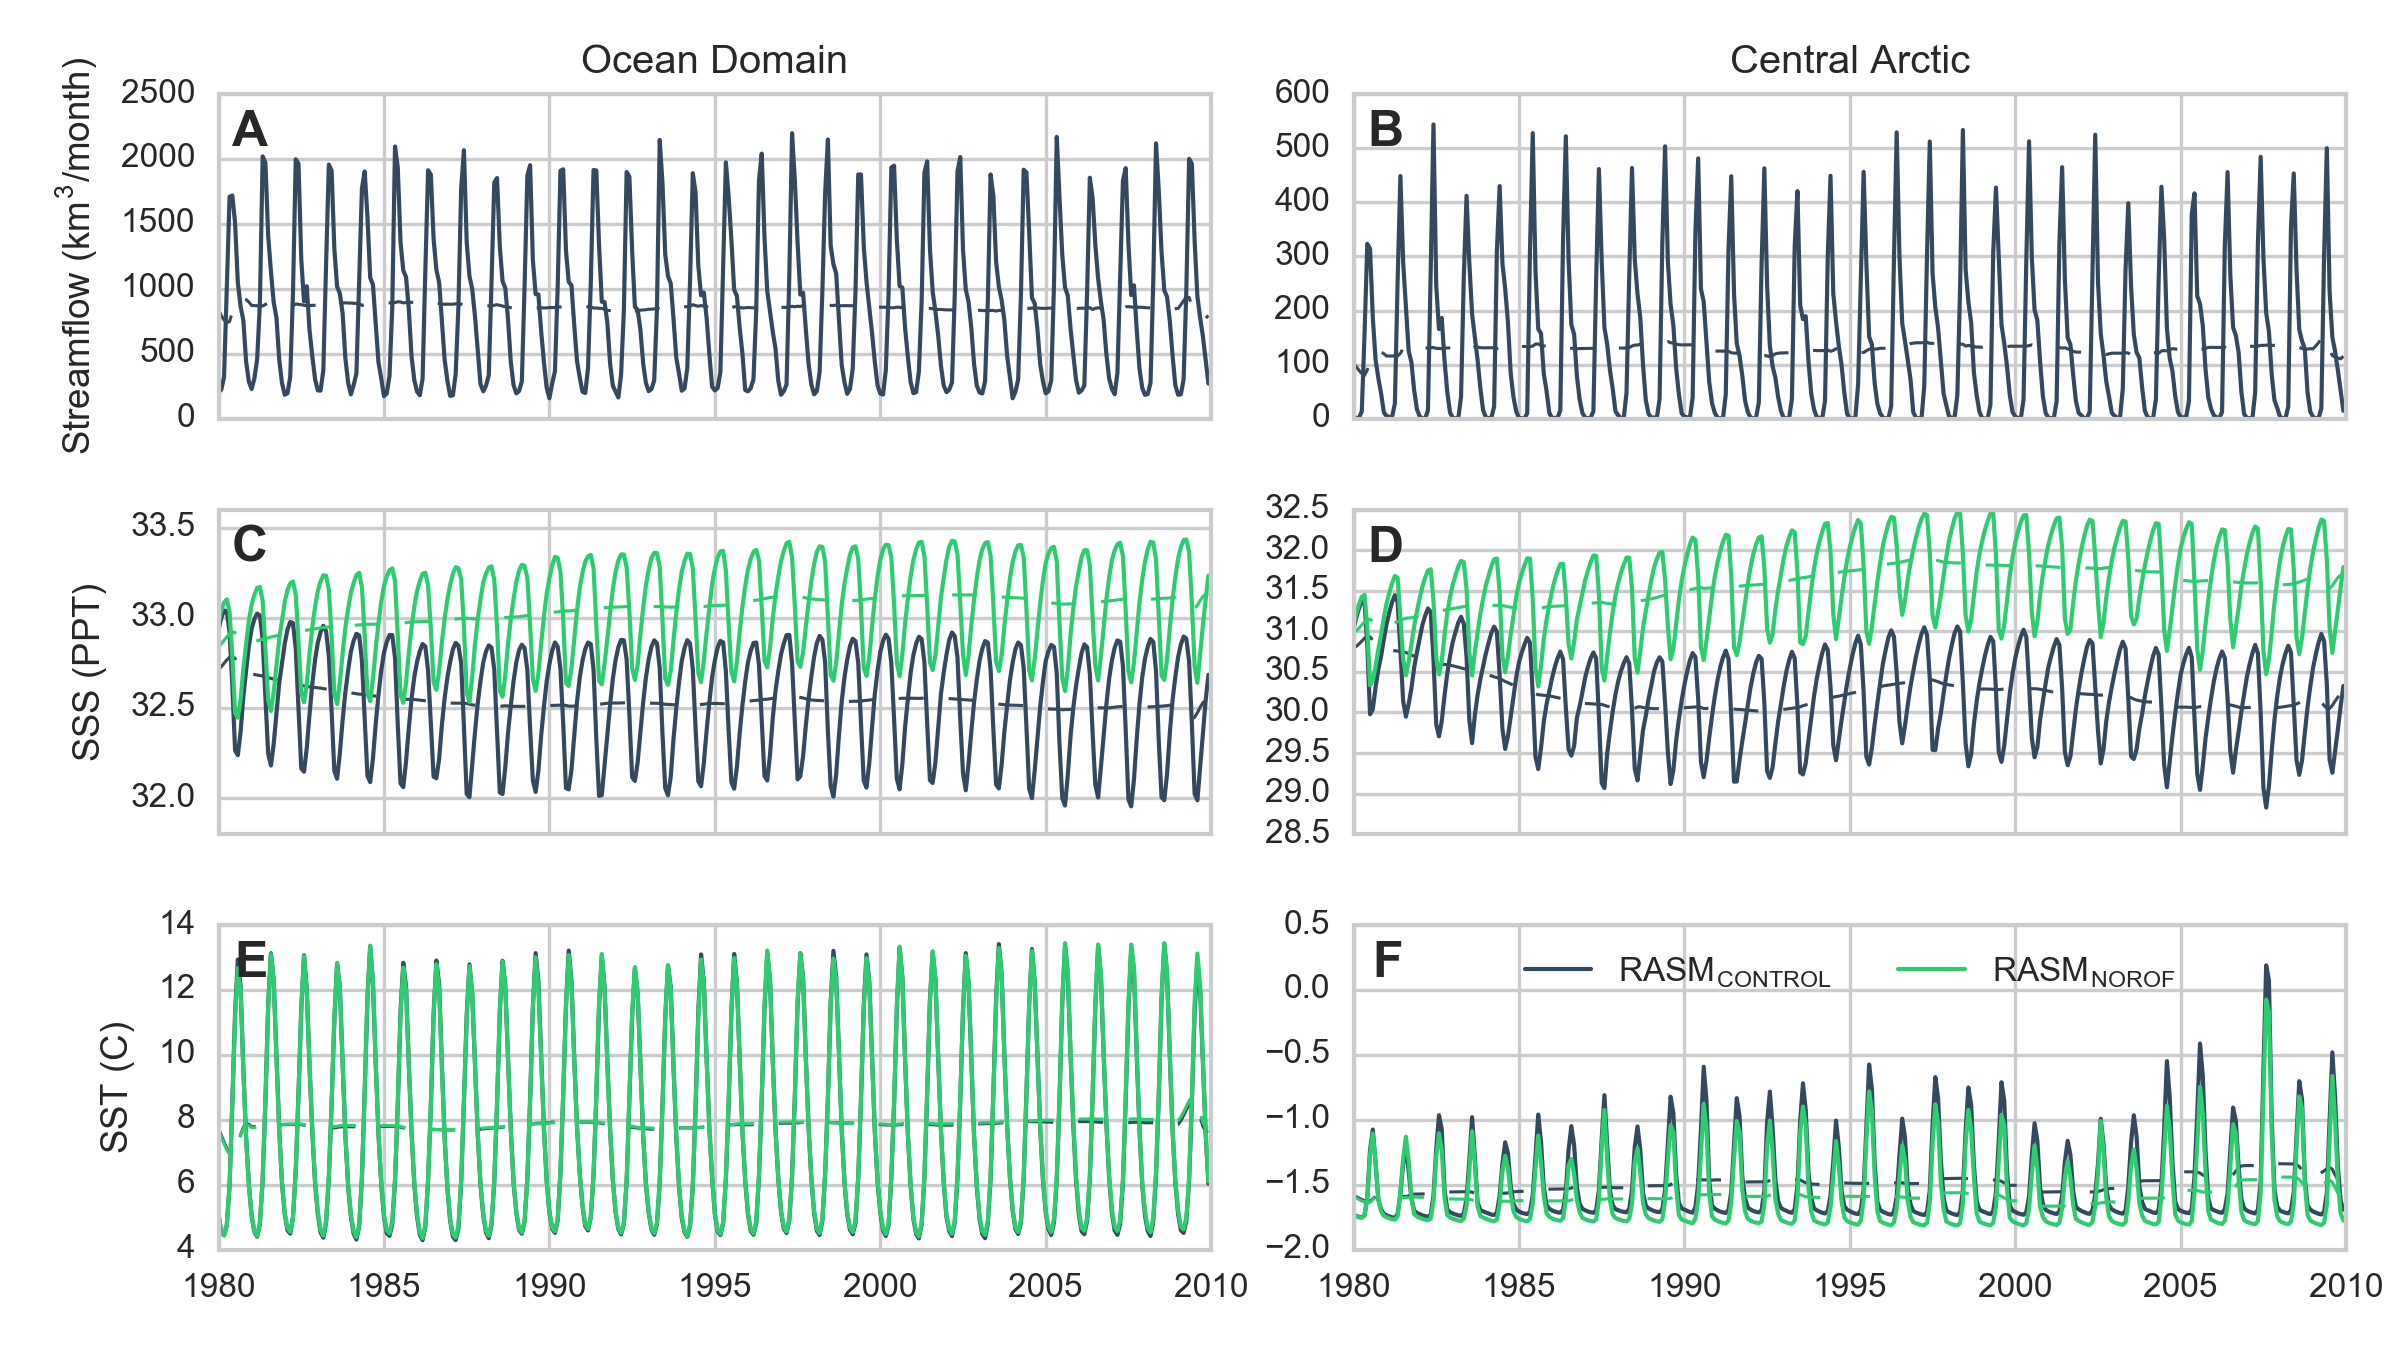 Ocean Domain
Central Arctic
Streamflow (km³/month)
2500
2000
1500
1000
500
0
A
600
500
400
300
200
100
0
B
SSS (PPT)
33.5
33.0
32.5
32.0
C
32.5
32.0
31.5
31.0
30.5
30.0
29.5
29.0
28.5
D
SST (C)
14
12
10
8
6
4
E
1980 1985 1990 1995 2000 2005 2010
0.5
0.0
−0.5
−1.0
−1.5
−2.0
F
RASM_CONTROL RASM_NOROF
1980 1985 1990 1995 2000 2005 2010